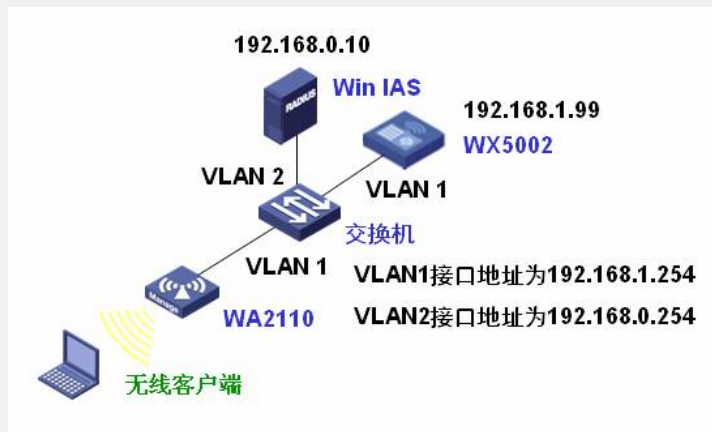 192.168.0.10
RADIUS
Win IAS
192.168.1.99
WX5002
VLAN 2
VLAN 1
交换机
VLAN 1
VLAN1接口地址为192.168.1.254
Manage
WA2110
VLAN2接口地址为192.168.0.254
无线客户端